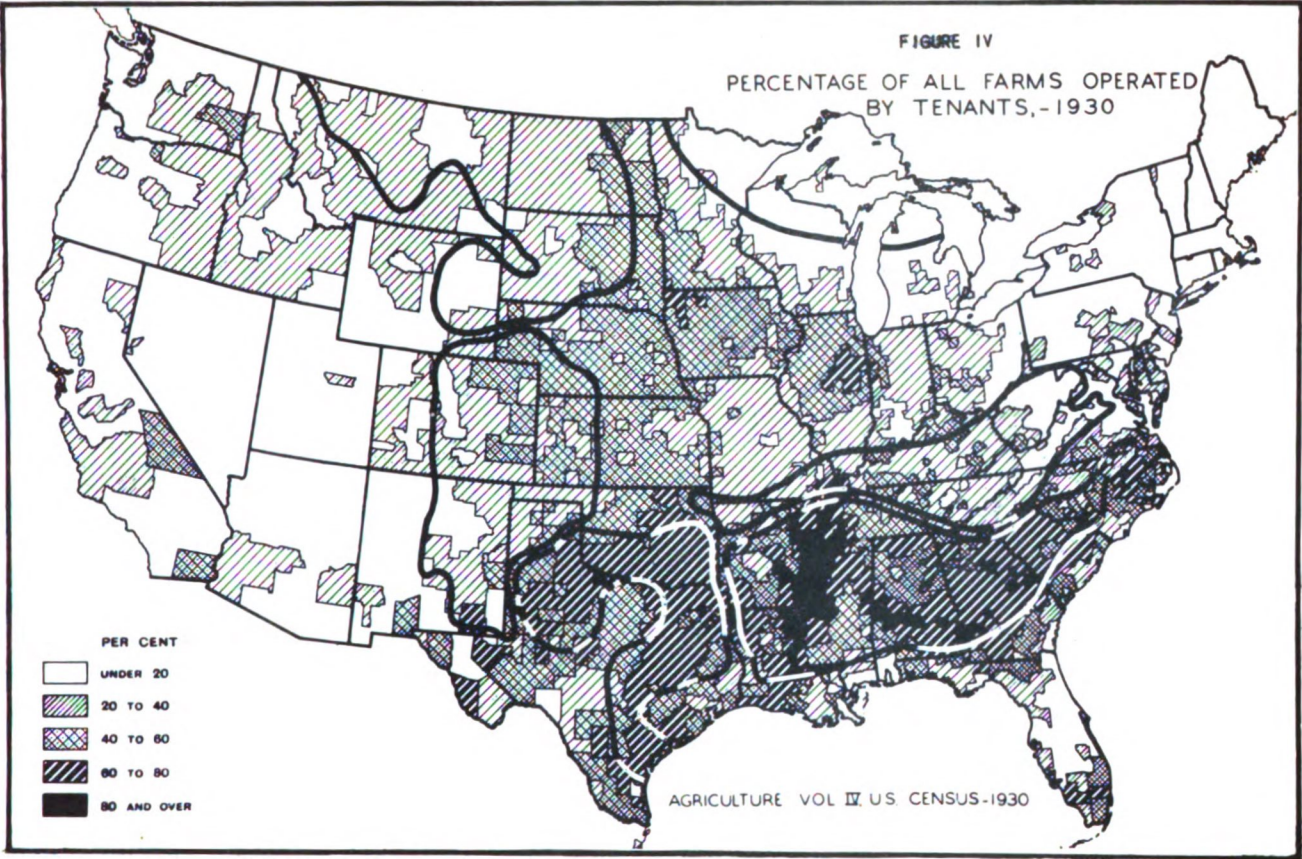 FIGURE IV
PERCENTAGE OF ALL FARMS OPERATED
BY TENANTS,-1930
PER CENT
UNDER 20
20 TO 40
40 TO 60
60 TO 80
80 AND OVER
AGRICULTURE VOL IV. U.S. CENSUS-1930